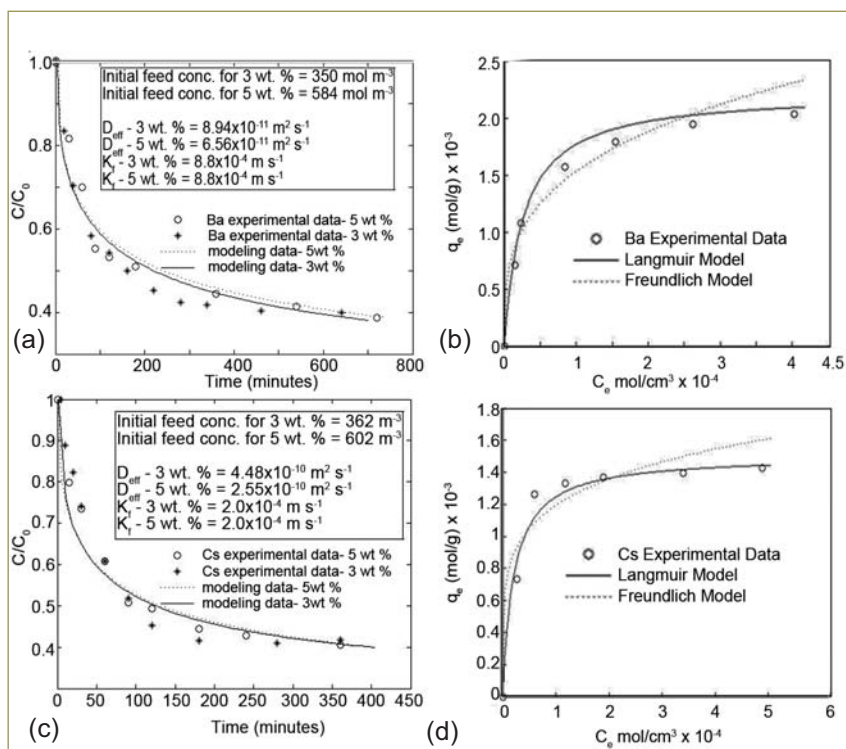 1.0
0.8
0.6
0.4
C/C0
Initial feed conc. for 3 wt. % = 350 mol m-3
Initial feed conc. for 5 wt. % = 584 mol m-3
Deff - 3 wt. % = 8.94x10-11 m2 s-1
Deff - 5 wt. % = 6.56x10-11 m2 s-1
Kf - 3 wt. % = 8.8x10-4 m s-1
Kf - 5 wt. % = 8.8x10-4 m s-1
Ba experimental data- 5 wt %
Ba experimental data- 3 wt %
modeling data- 5wt %
modeling data- 3wt %
0 200 400 600 800
Time (minutes)
(a)
2.5
2.0
1.5
1.0
0.5
0.0
qe (mol/g) x 10-3
Ba Experimental Data
Langmuir Model
Freundlich Model
0 1 2 3 4 4.5
Ce mol/cm3 x 10-4
(b)
1
0.9
0.8
0.7
0.6
0.5
0.4
C/C0
Initial feed conc. for 3 wt. % = 362 m-3
Initial feed conc. for 5 wt. % = 602 m-3
Deff - 3 wt. % = 4.48x10-10 m2 s-1
Deff - 5 wt. % = 2.55x10-10 m2 s-1
Kf - 3 wt. % = 2.0x10-4 m s-1
Kf - 5 wt. % = 2.0x10-4 m s-1
Cs experimental data- 5 wt %
Cs experimental data- 3 wt %
modeling data- 5wt %
modeling data- 3wt %
0 50 100 150 200 250 300 350 400 450
Time (minutes)
(c)
1.8
1.6
1.4
1.2
1
0.8
0.6
0.4
0.2
0
qe (mol/g) x 10-3
Cs Experimental Data
Langmuir Model
Freundlich Model
0 1 2 3 4 5 6
Ce mol/cm3 x 10-4
(d)